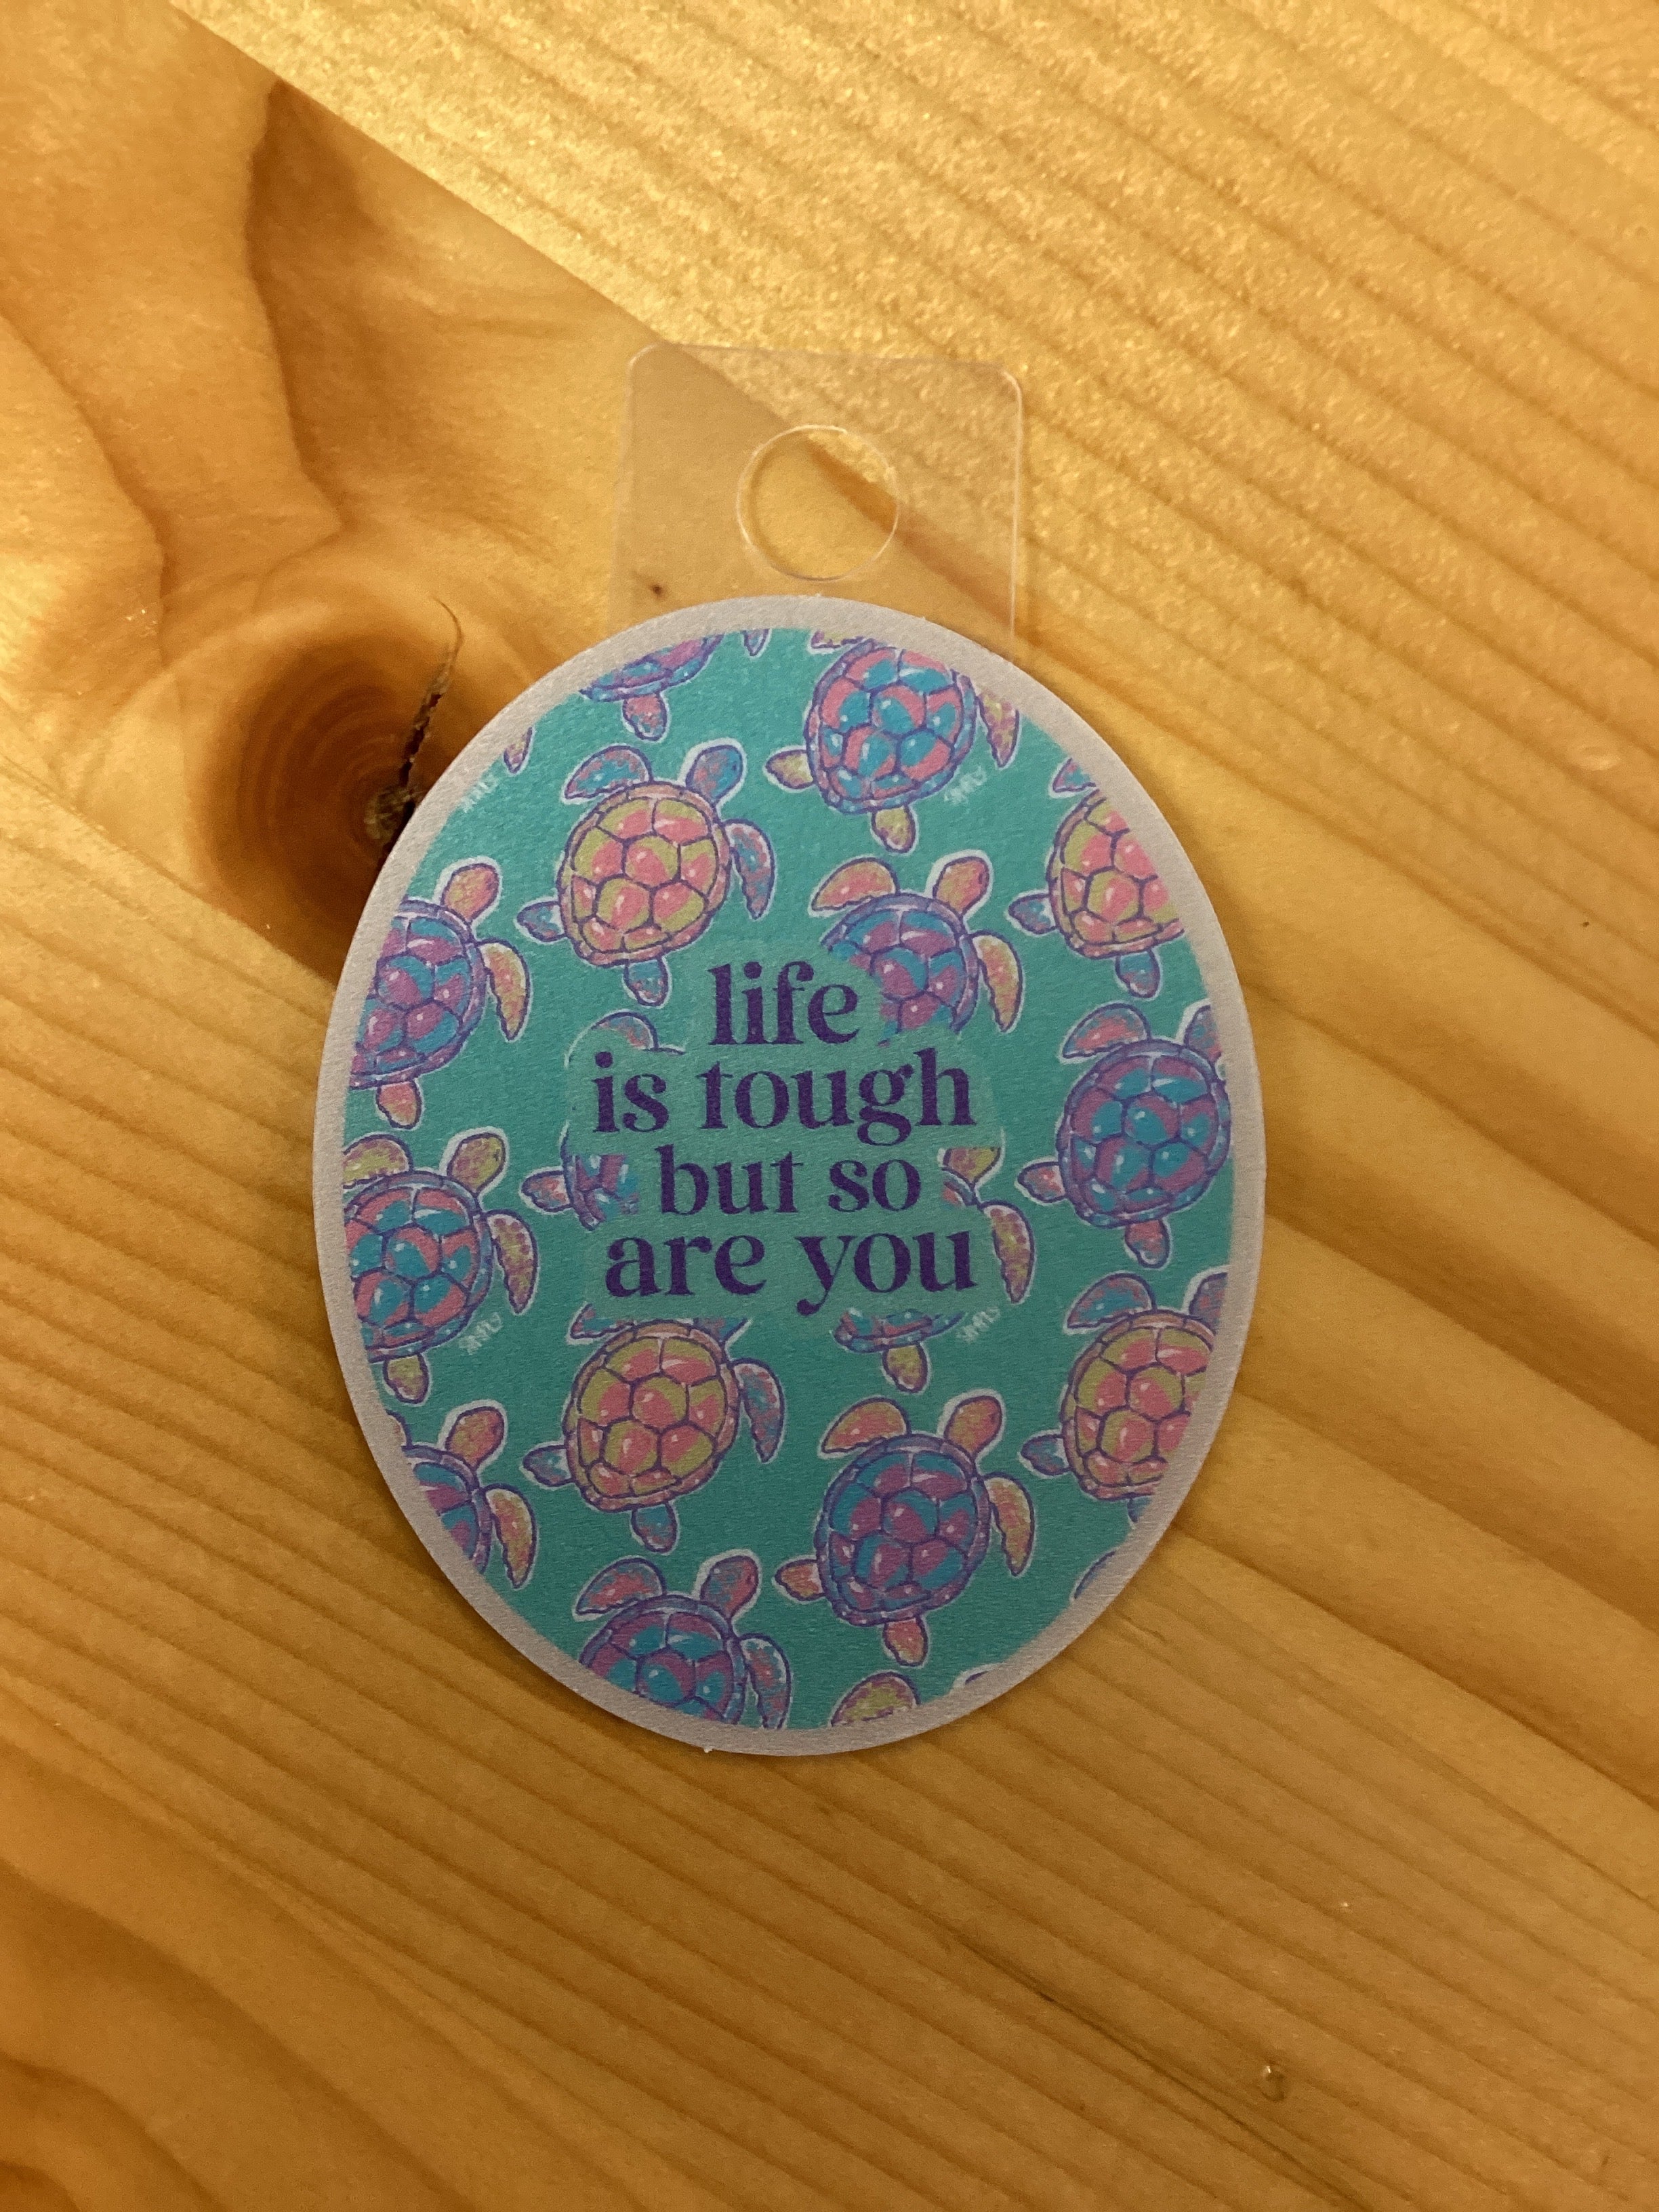 life
is tough
but so
are you